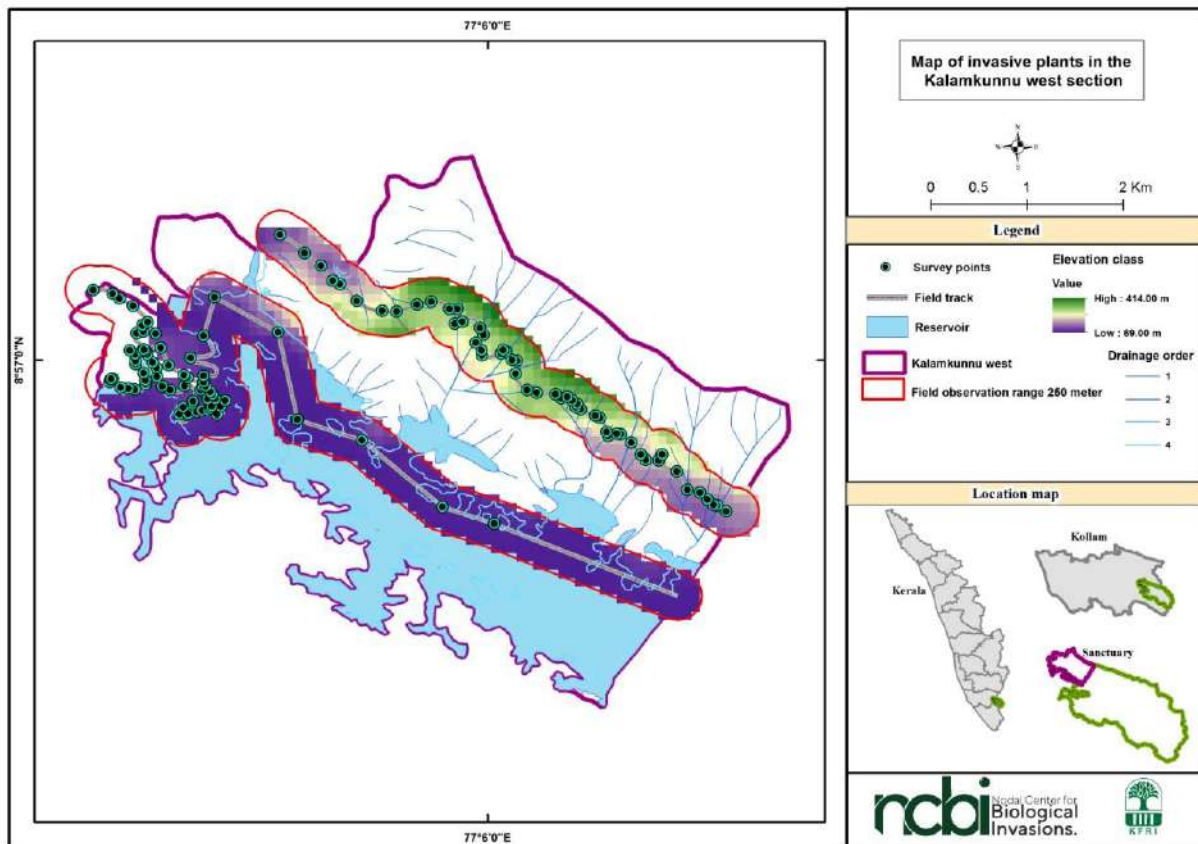 77°6'0"E
8°57'0"N
77°6'0"E
Map of invasive plants in the
Kalamkunnu west section
N
0 0.5 1 2 Km
Legend
Survey points
Field track
Reservoir
Kalamkunnu west
Field observation range 250 meter
Elevation class
Value
High : 414.00 m
Low : 69.00 m
Drainage order
1
2
3
4
Location map
Kerala
Kollam
Sanctuary
ncbi
Nodal Center for
Biological
Invasions.
KFRI